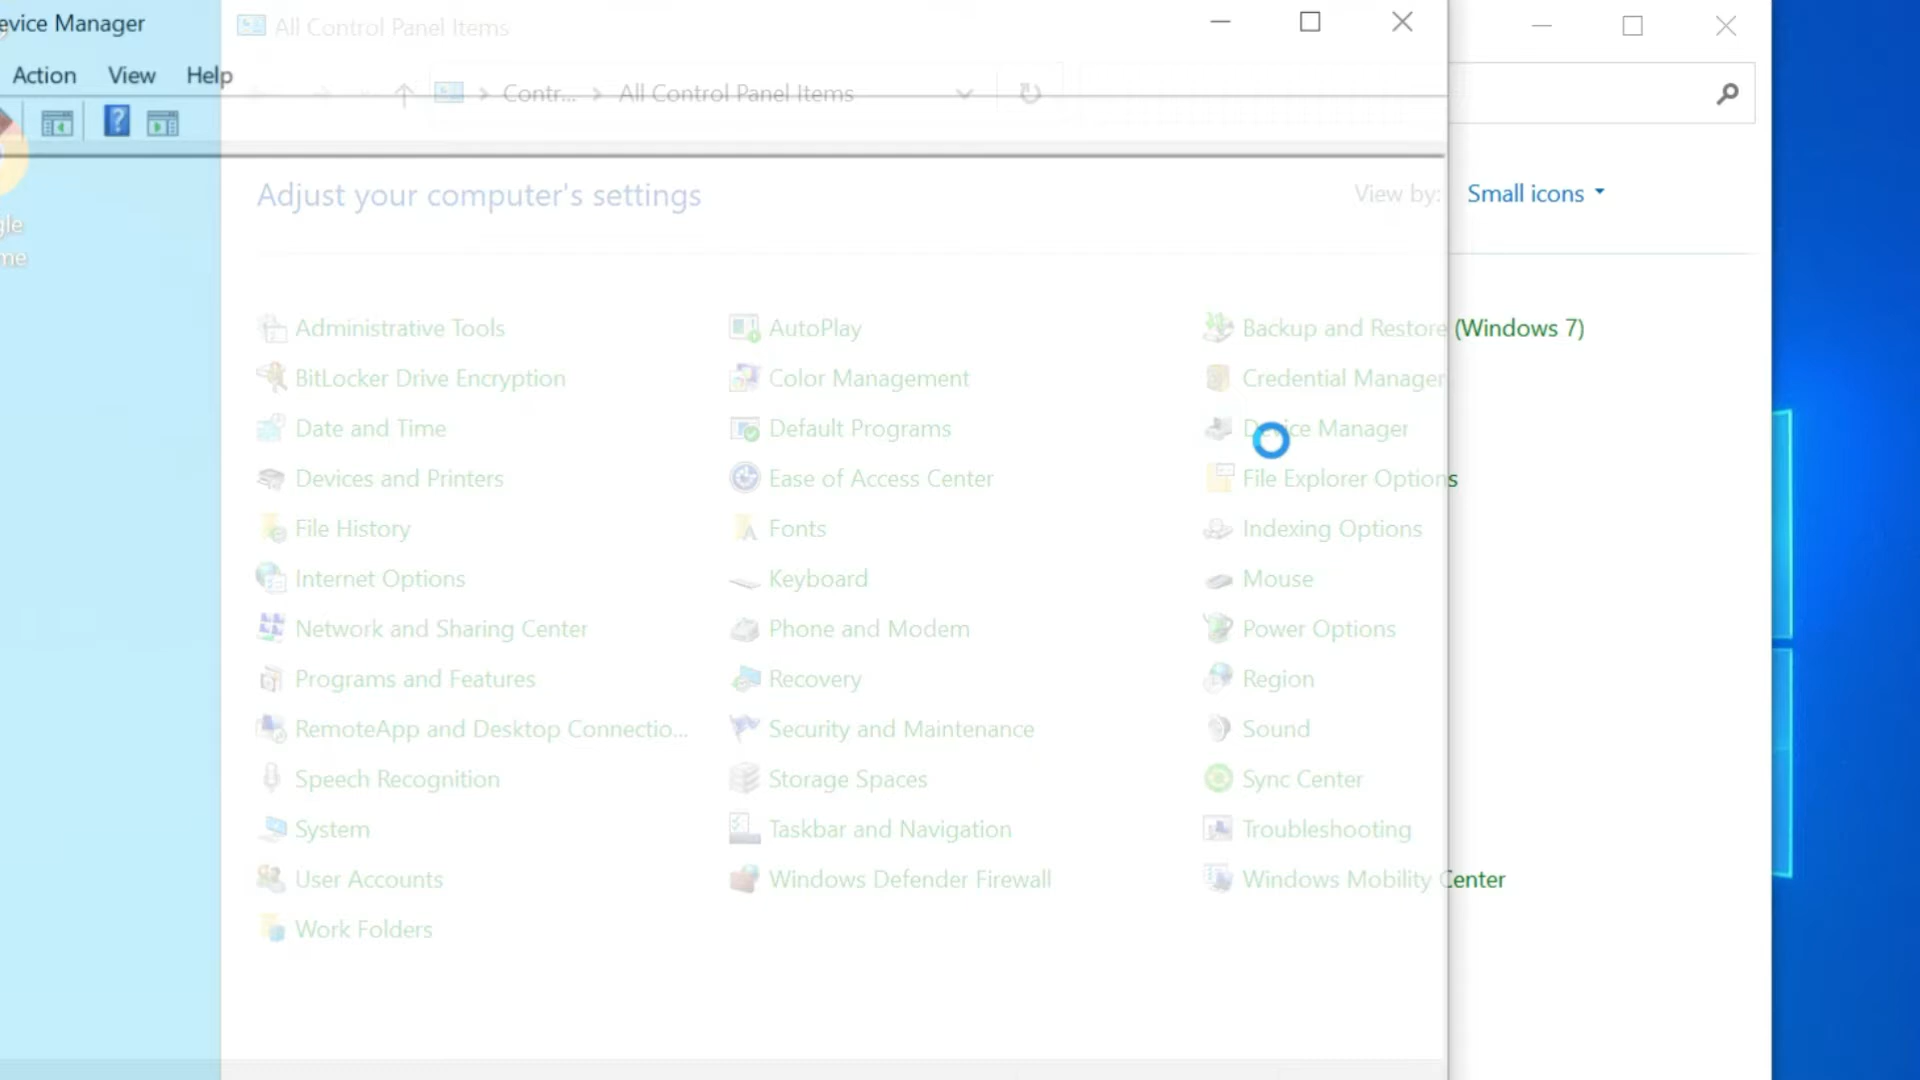 evice Manager
All Control Panel Items
Action View Help
Contr... > All Control Panel Items
Adjust your computer's settings
View by: Small icons
Administrative Tools
AutoPlay
Backup and Restore (Windows 7)
BitLocker Drive Encryption
Color Management
Credential Manager
Date and Time
Default Programs
Device Manager
Devices and Printers
Ease of Access Center
File Explorer Options
File History
Fonts
Indexing Options
Internet Options
Keyboard
Mouse
Network and Sharing Center
Phone and Modem
Power Options
Programs and Features
Recovery
Region
RemoteApp and Desktop Connectio...
Security and Maintenance
Sound
Speech Recognition
Storage Spaces
Sync Center
System
Taskbar and Navigation
Troubleshooting
User Accounts
Windows Defender Firewall
Windows Mobility Center
Work Folders
gle
me